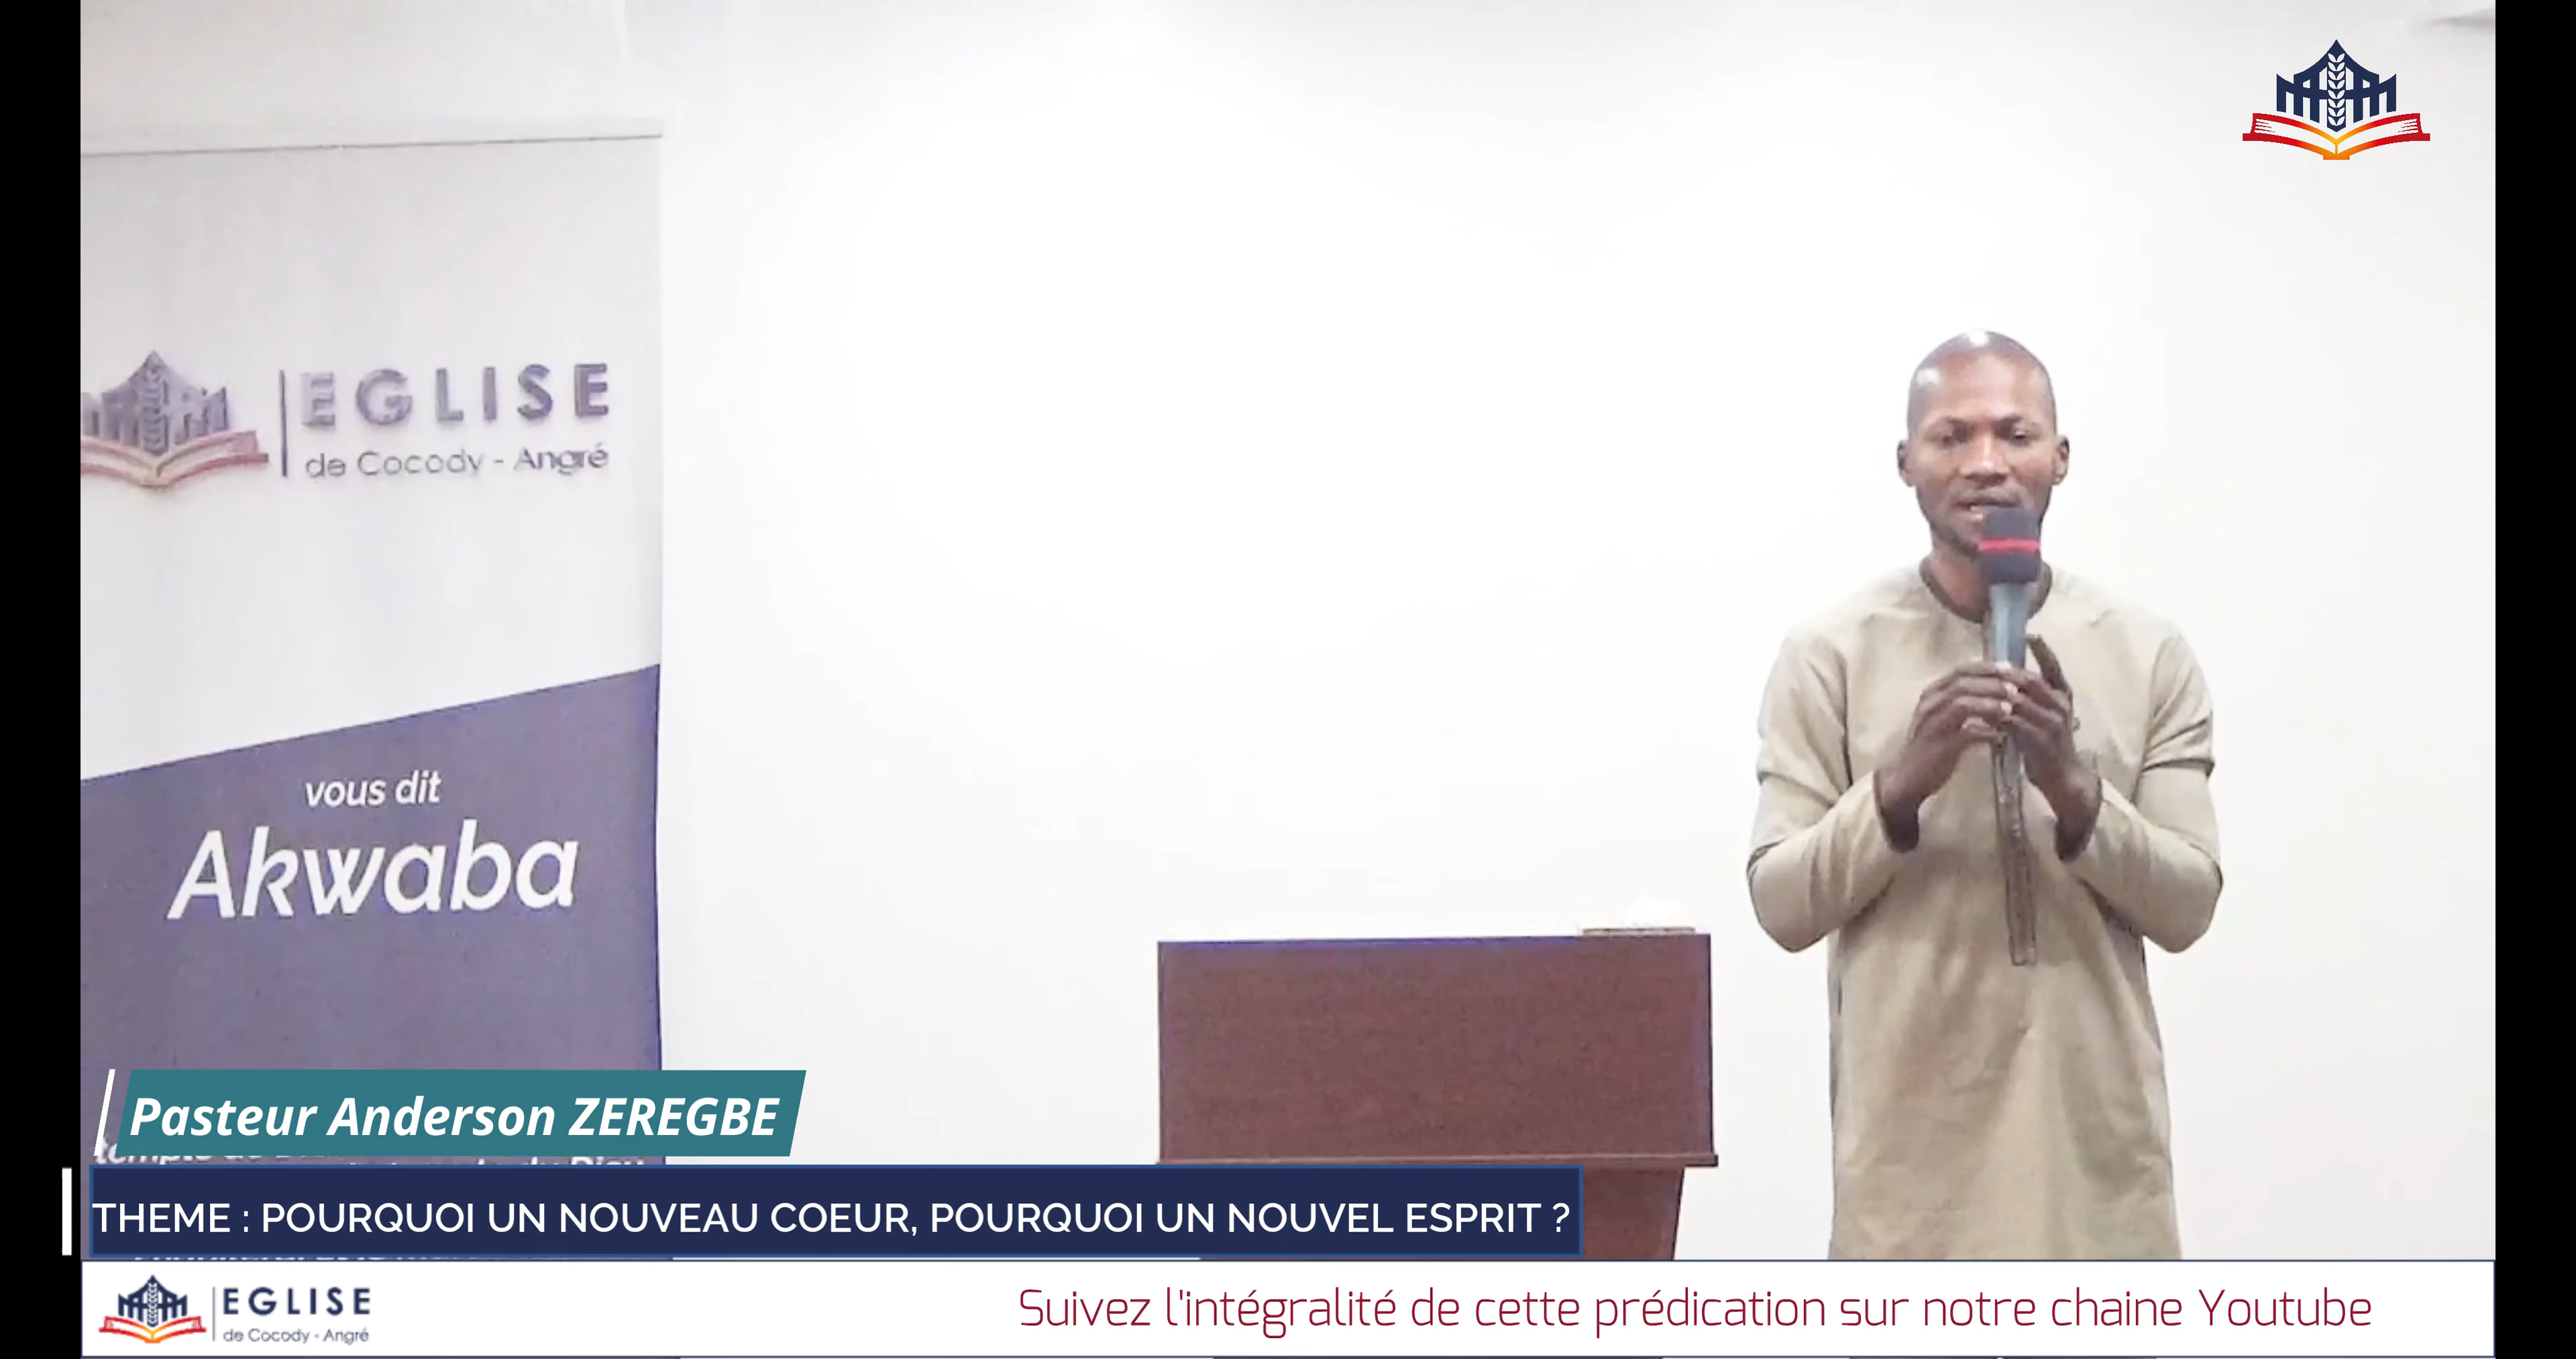 EGLISE
de Cocody - Angré
vous dit
Akwaba
Pasteur Anderson ZEREGBE
THEME : POURQUOI UN NOUVEAU COEUR, POURQUOI UN NOUVEL ESPRIT ?
EGLISE
de Cocody - Angré
Suivez l'intégralité de cette prédication sur notre chaine Youtube